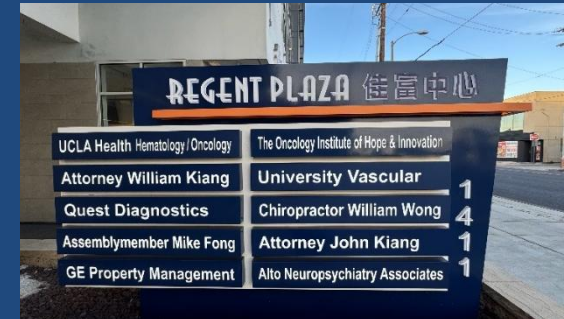 REGENT PLAZA 佳富中心
UCLA Health Hematology/Oncology
The Oncology Institute of Hope & Innovation
Attorney William Kiang
University Vascular
Quest Diagnostics
Chiropractor William Wong
Assemblymember Mike Fong
Attorney John Kiang
GE Property Management
Alto Neuropsychiatry Associates
1411